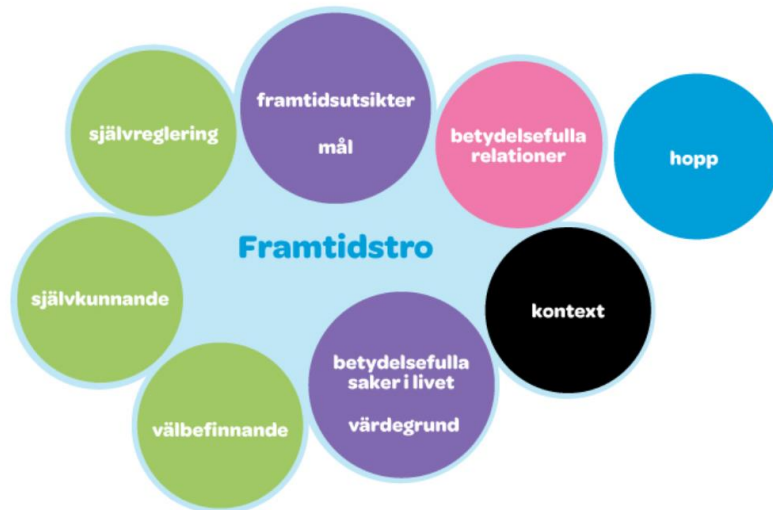 framtidsutsikter
mål
självreglering
betydelsefulla
relationer
hopp
Framtidstro
självkunnande
kontext
betydelsefulla
saker i livet
värdegrund
välbefinnande